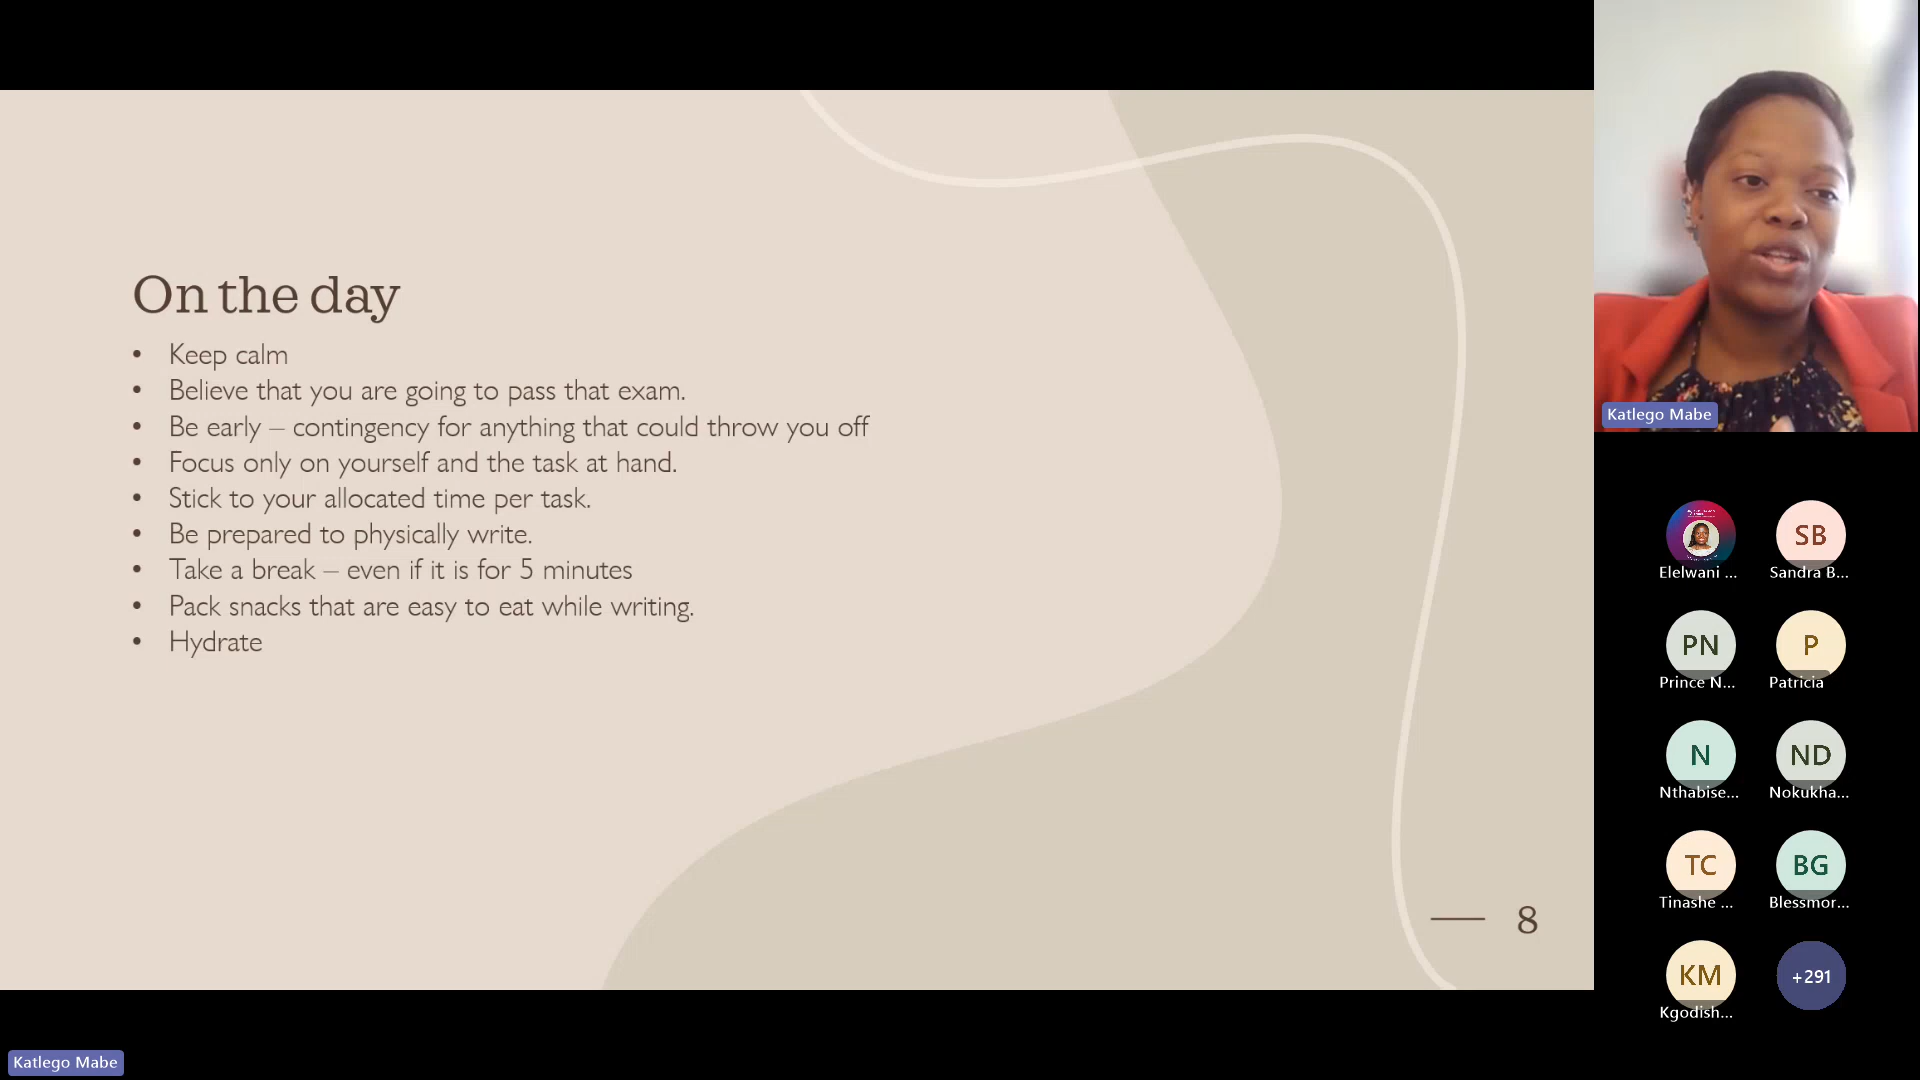 On the day
• Keep calm
• Believe that you are going to pass that exam.
• Be early – contingency for anything that could throw you off
• Focus only on yourself and the task at hand.
• Stick to your allocated time per task.
• Be prepared to physically write.
• Take a break – even if it is for 5 minutes
• Pack snacks that are easy to eat while writing.
• Hydrate
8
Katlego Mabe
Elelwani ...
SB
Sandra B...
PN
Prince N...
P
Patricia
N
Nthabise...
ND
Nokukha...
TC
Tinashe ...
BG
Blessmor...
KM
Kgodish...
+291
Katlego Mabe